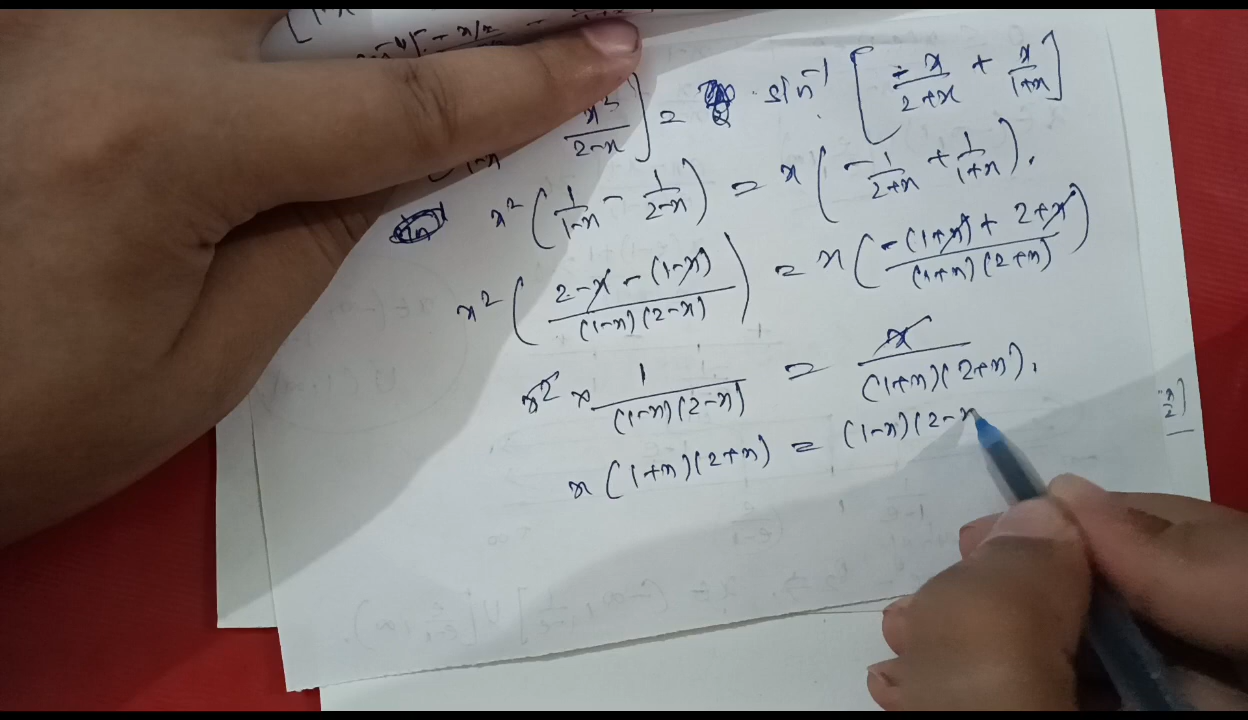 x²/(2-x)] = sin⁻¹ [-x/(2+x) + x/(1+x)]
x² (1/(1-x) - 1/(2-x)) = x (-1/(2+x) + 1/(1+x)).
x² ((2-x-(1-x))/((1-x)(2-x))) = x ((-(1+x)+2+x)/((1+x)(2+x)))
x² × 1/((1-x)(2-x)) = x/((1+x)(2+x)).
x (1+x)(2+x) = (1-x)(2-x